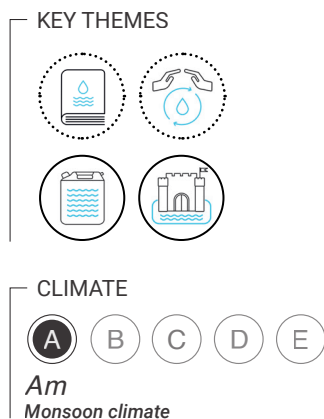 KEY THEMES
CLIMATE
A B C D E
Am
Monsoon climate